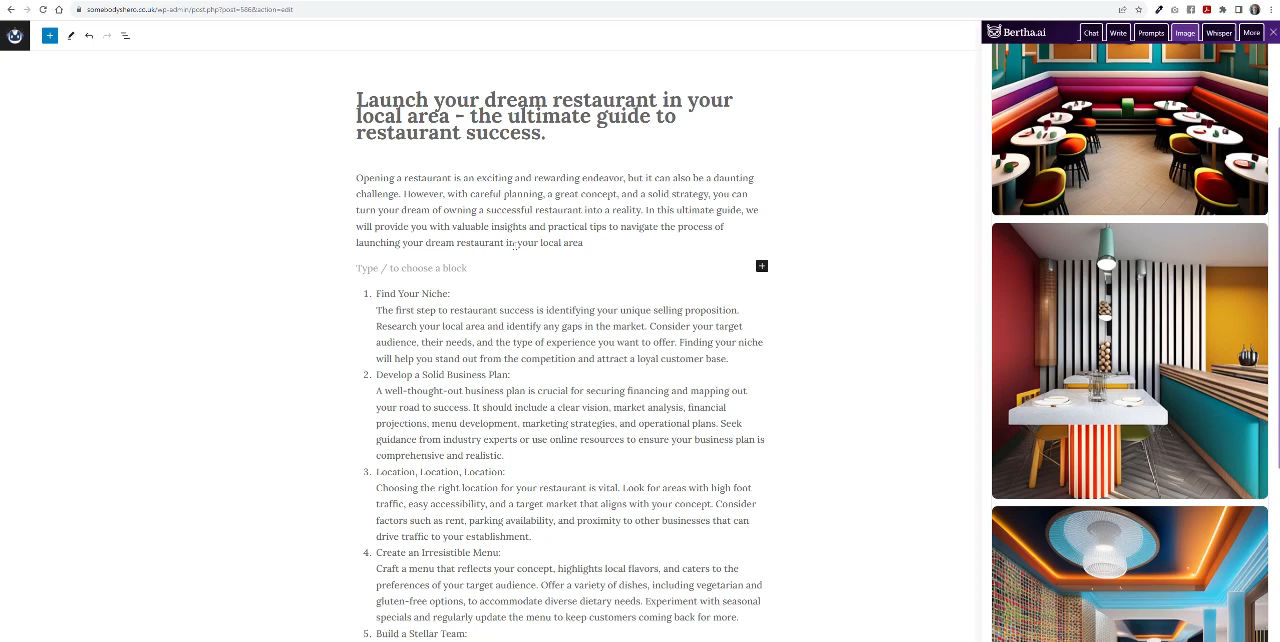 somebodyshero.co.uk/wp-admin/post.php?post=586&action=edit
Bertha.ai
Chat
Write
Prompts
Image
Whisper
More
Launch your dream restaurant in your
local area - the ultimate guide to
restaurant success.
Opening a restaurant is an exciting and rewarding endeavor, but it can also be a daunting
challenge. However, with careful planning, a great concept, and a solid strategy, you can
turn your dream of owning a successful restaurant into a reality. In this ultimate guide, we
will provide you with valuable insights and practical tips to navigate the process of
launching your dream restaurant in your local area
Type / to choose a block
1. Find Your Niche:
The first step to restaurant success is identifying your unique selling proposition.
Research your local area and identify any gaps in the market. Consider your target
audience, their needs, and the type of experience you want to offer. Finding your niche
will help you stand out from the competition and attract a loyal customer base.
2. Develop a Solid Business Plan:
A well-thought-out business plan is crucial for securing financing and mapping out
your road to success. It should include a clear vision, market analysis, financial
projections, menu development, marketing strategies, and operational plans. Seek
guidance from industry experts or use online resources to ensure your business plan is
comprehensive and realistic.
3. Location, Location, Location:
Choosing the right location for your restaurant is vital. Look for areas with high foot
traffic, easy accessibility, and a target market that aligns with your concept. Consider
factors such as rent, parking availability, and proximity to other businesses that can
drive traffic to your establishment.
4. Create an Irresistible Menu:
Craft a menu that reflects your concept, highlights local flavors, and caters to the
preferences of your target audience. Offer a variety of dishes, including vegetarian and
gluten-free options, to accommodate diverse dietary needs. Experiment with seasonal
specials and regularly update the menu to keep customers coming back for more.
5. Build a Stellar Team: